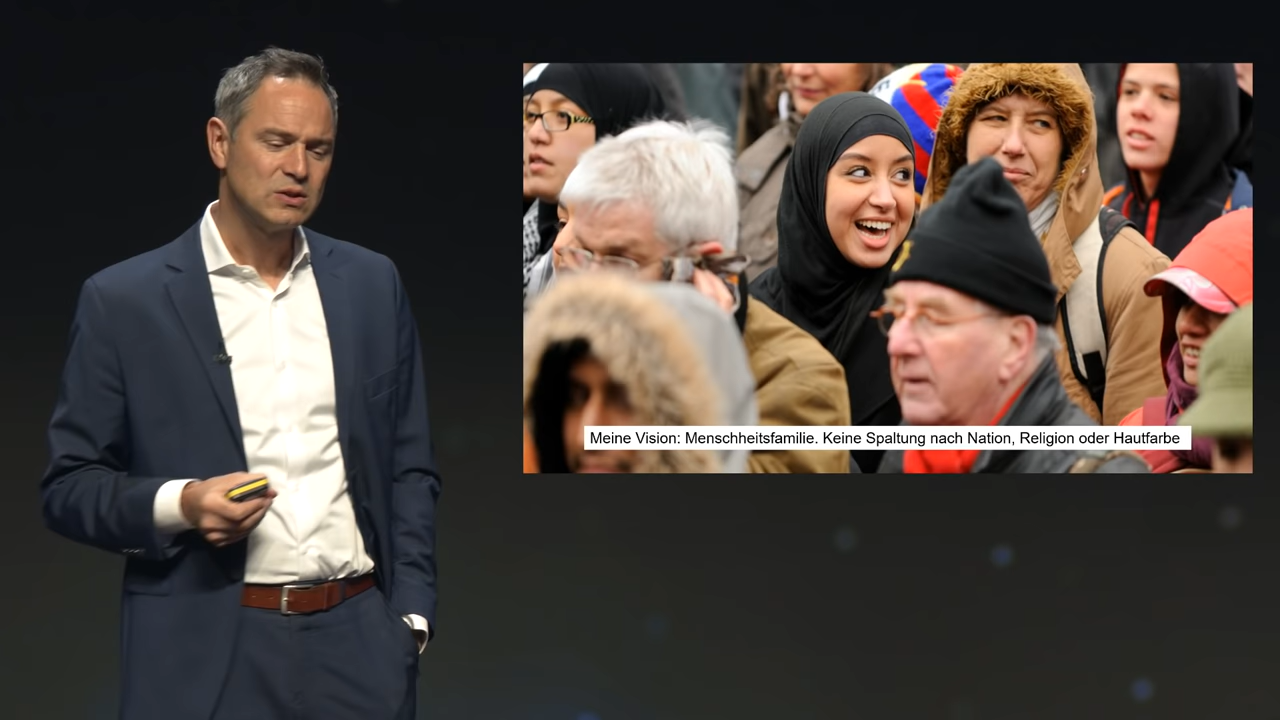 Meine Vision: Menschheitsfamilie. Keine Spaltung nach Nation, Religion oder Hautfarbe